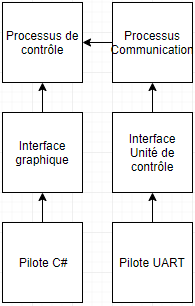 Processus de
contrôle
Processus
Communication
Interface
graphique
Interface
Unité de
contrôle
Pilote C#
Pilote UART